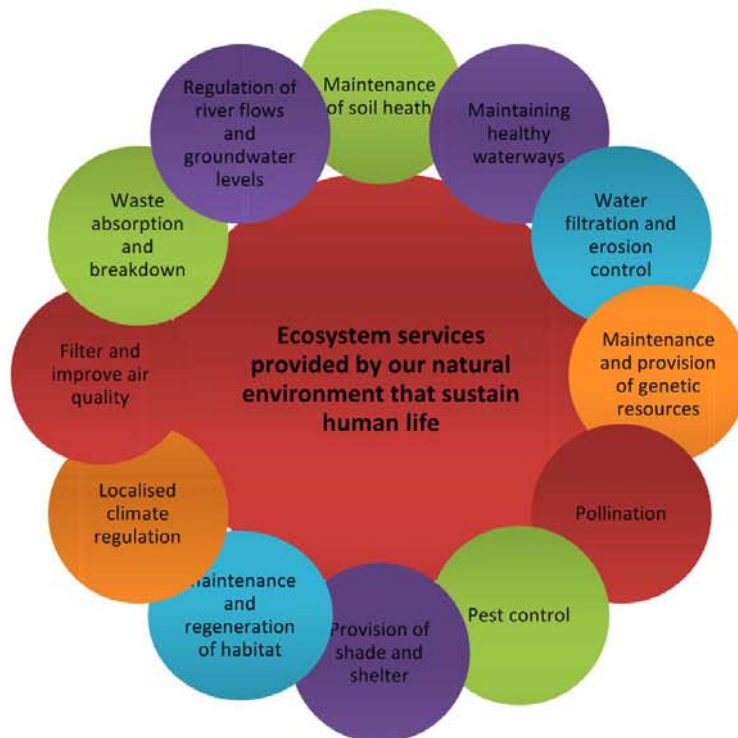 Maintenance
of soil heath
Maintaining
healthy
waterways
Water
filtration and
erosion
control
Maintenance
and provision
of genetic
resources
Pollination
Pest control
Provision of
shade and
shelter
maintenance
and
regeneration
of habitat
Localised
climate
regulation
Filter and
improve air
quality
Waste
absorption
and
breakdown
Regulation of
river flows
and
groundwater
levels
Ecosystem services
provided by our natural
environment that sustain
human life